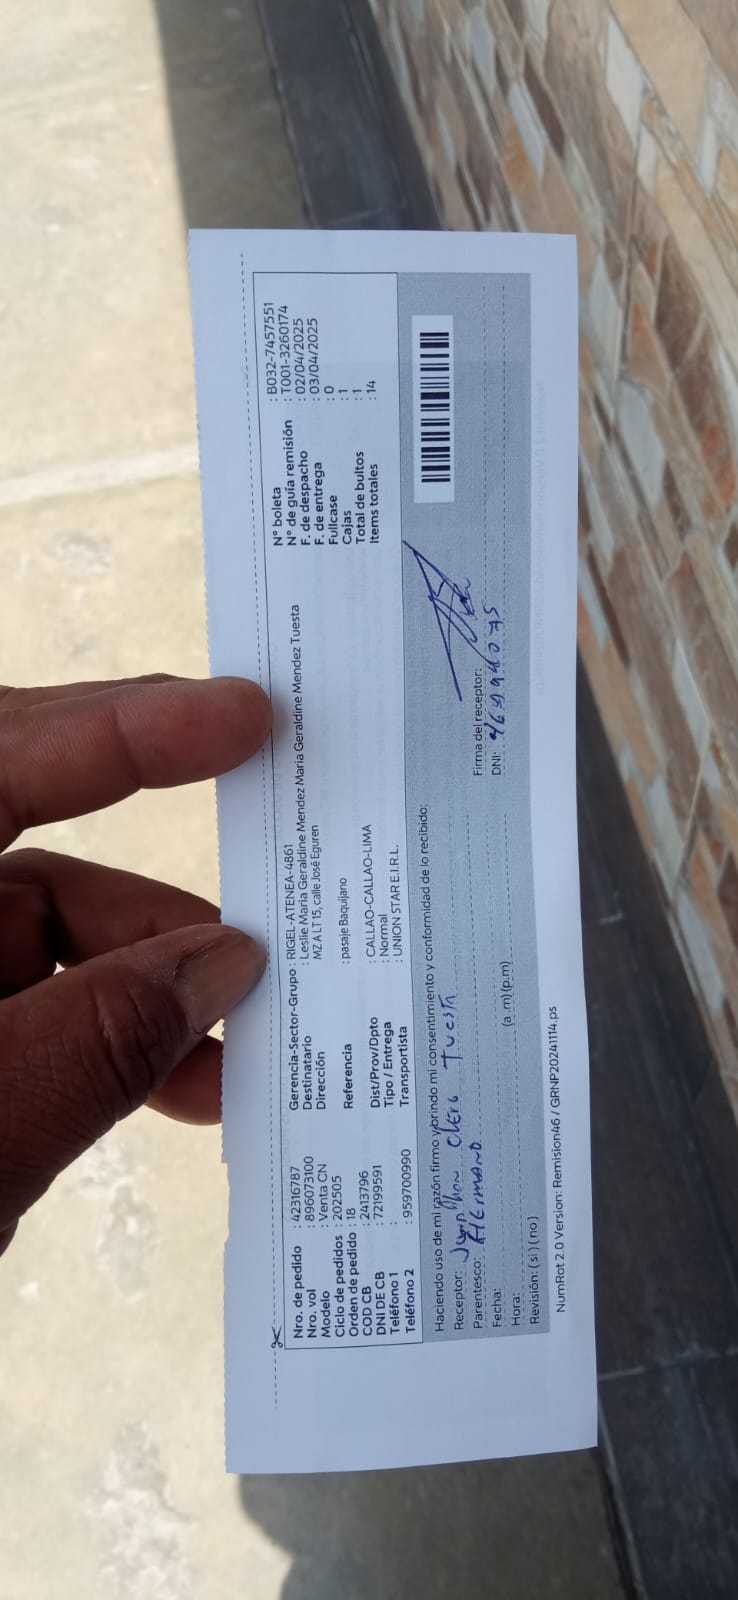 Nro. de pedido : 42316787
Nro. vol : 896073100
Modelo : Venta CN
Ciclo de pedidos : 202505
Orden de pedido : 18
COD CB : 2413796
DNI DE CB : 72199591
Teléfono 1 :
Teléfono 2 : 959700990
Gerencia-Sector-Grupo : RIGEL-ATENEA-4861
Destinatario : Leslie Maria Geraldine Mendez Maria Geraldine Mendez Tuesta
Dirección MZ A LT 15, calle José Eguren
Referencia : pasaje Baquijano
Dist/Prov/Dpto : CALLAO-CALLAO-LIMA
Tipo / Entrega : Normal
Transportista : UNION STAR E.I.R.L.
N° boleta : B032-7457551
N° de guía remisión : T001-3260174
F. de despacho : 02/04/2025
F. de entrega : 03/04/2025
Fullcase : 0
Cajas : 1
Total de bultos : 1
Items totales : 14
Haciendo uso de mi razón firmo y brindo mi consentimiento y conformidad de lo recibido:
Receptor: Tuesta
Parentesco: HERMANO
Fecha:
Hora: (a .m)(p.m)
Revisión: ( si ) ( no )
Firma del receptor:
DNI:
NumRot 2.0 Version: Remision46 / GRNP20241114.ps